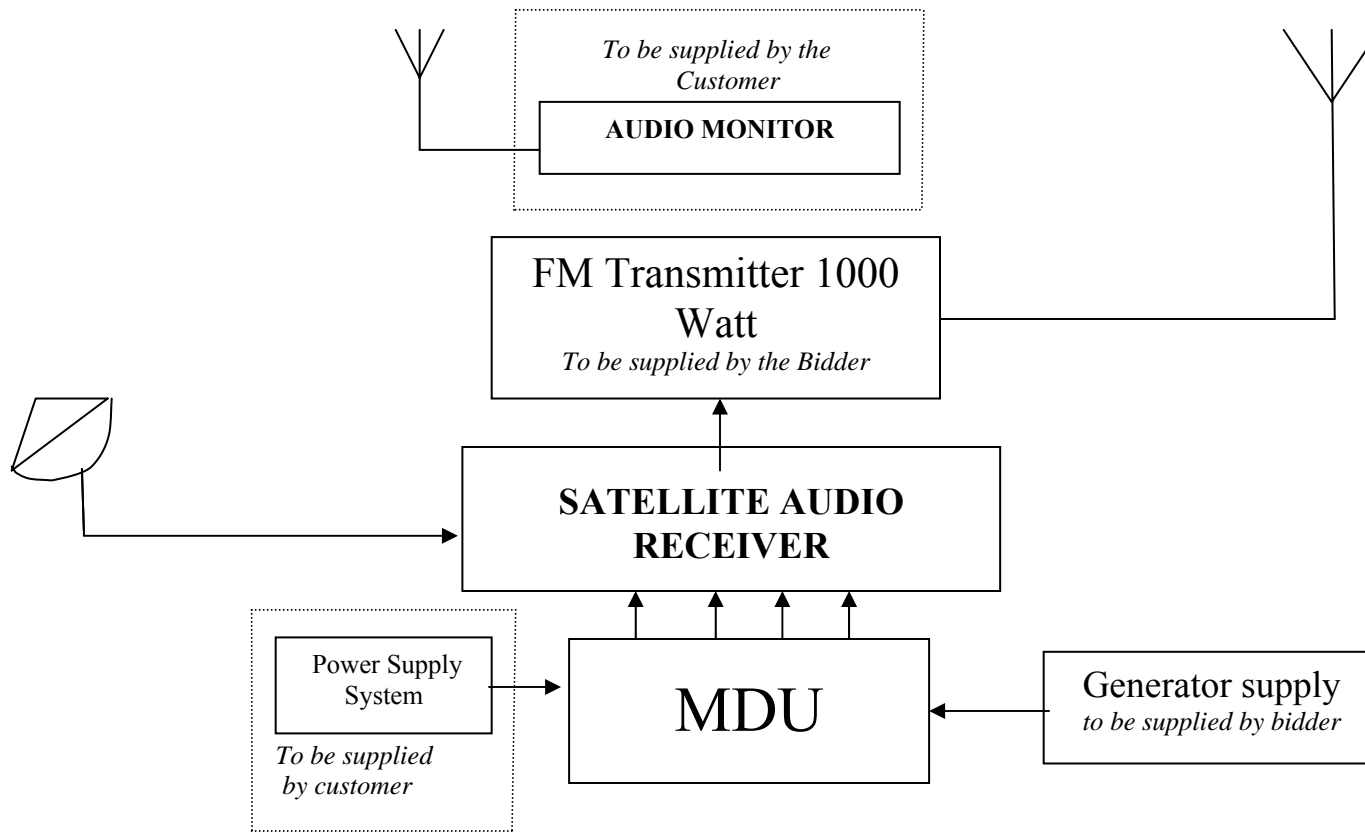 To be supplied by the
Customer
AUDIO MONITOR
FM Transmitter 1000
Watt
To be supplied by the Bidder
SATELLITE AUDIO
RECEIVER
Power Supply
System
To be supplied
by customer
MDU
Generator supply
to be supplied by bidder